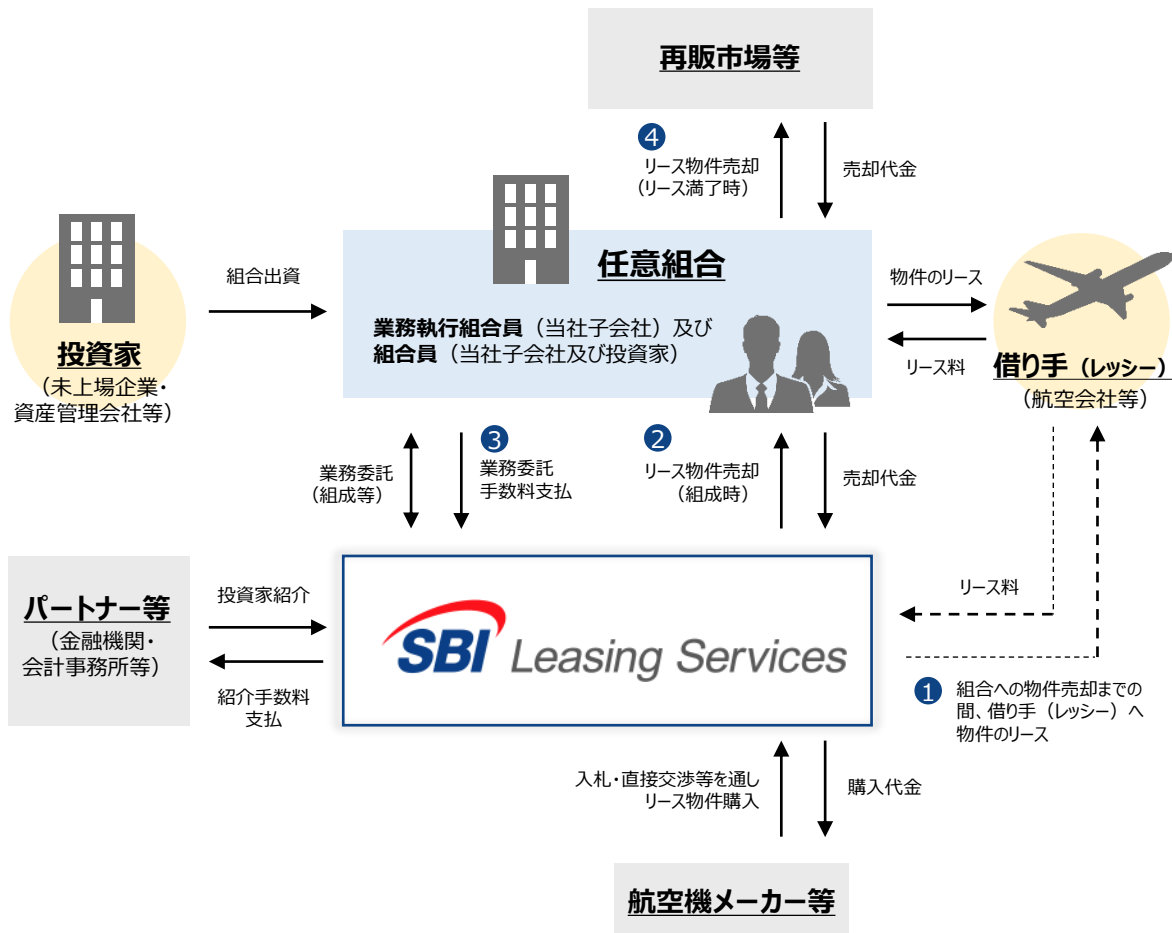 再販市場等
4
リース物件売却
（リース満了時）
売却代金
任意組合
業務執行組合員（当社子会社）及び
組合員（当社子会社及び投資家）
組合出資
投資家
（未上場企業・
資産管理会社等）
物件のリース
リース料
借り手（レッシー）
（航空会社等）
業務委託
（組成等）
3
業務委託
手数料支払
2
リース物件売却
（組成時）
売却代金
パートナー等
（金融機関・
会計事務所等）
投資家紹介
紹介手数料
支払
SBI Leasing Services
リース料
1
組合への物件売却までの
間、借り手（レッシー）へ
物件のリース
入札・直接交渉等を通し
リース物件購入
購入代金
航空機メーカー等